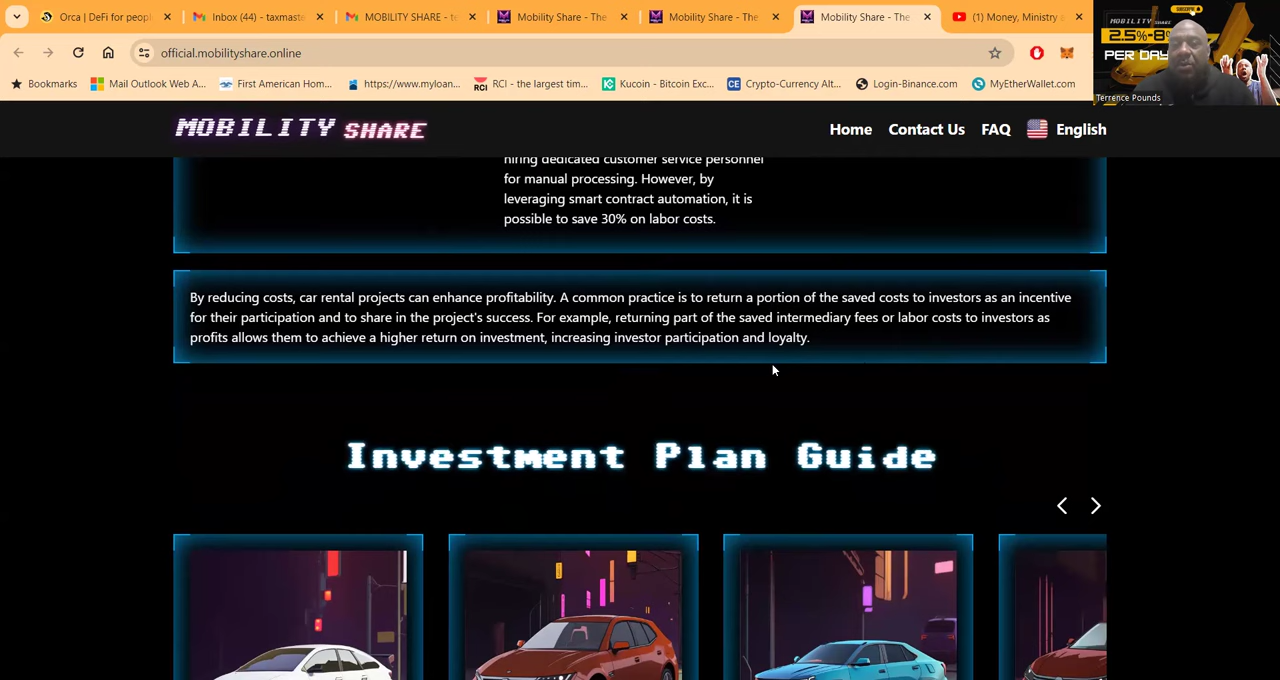 Orca | DeFi for peopl
Inbox (44) - taxmaste
MOBILITY SHARE - te
Mobility Share - The
Mobility Share - The
Mobility Share - The
(1) Money, Ministry
official.mobilityshare.online
Bookmarks
Mail Outlook Web A...
First American Hom...
https://www.myloan...
RCI
RCI - the largest tim...
Kucoin - Bitcoin Exc...
CE
Crypto-Currency Alt...
Login-Binance.com
MyEtherWallet.com
MOBILITY SHARE
SUBSCRIBE
2.5%-8%
PER DAY
Terrence Pounds
MOBILITY SHARE
Home
Contact Us
FAQ
English
hiring dedicated customer service personnel
for manual processing. However, by
leveraging smart contract automation, it is
possible to save 30% on labor costs.
By reducing costs, car rental projects can enhance profitability. A common practice is to return a portion of the saved costs to investors as an incentive
for their participation and to share in the project's success. For example, returning part of the saved intermediary fees or labor costs to investors as
profits allows them to achieve a higher return on investment, increasing investor participation and loyalty.
Investment Plan Guide